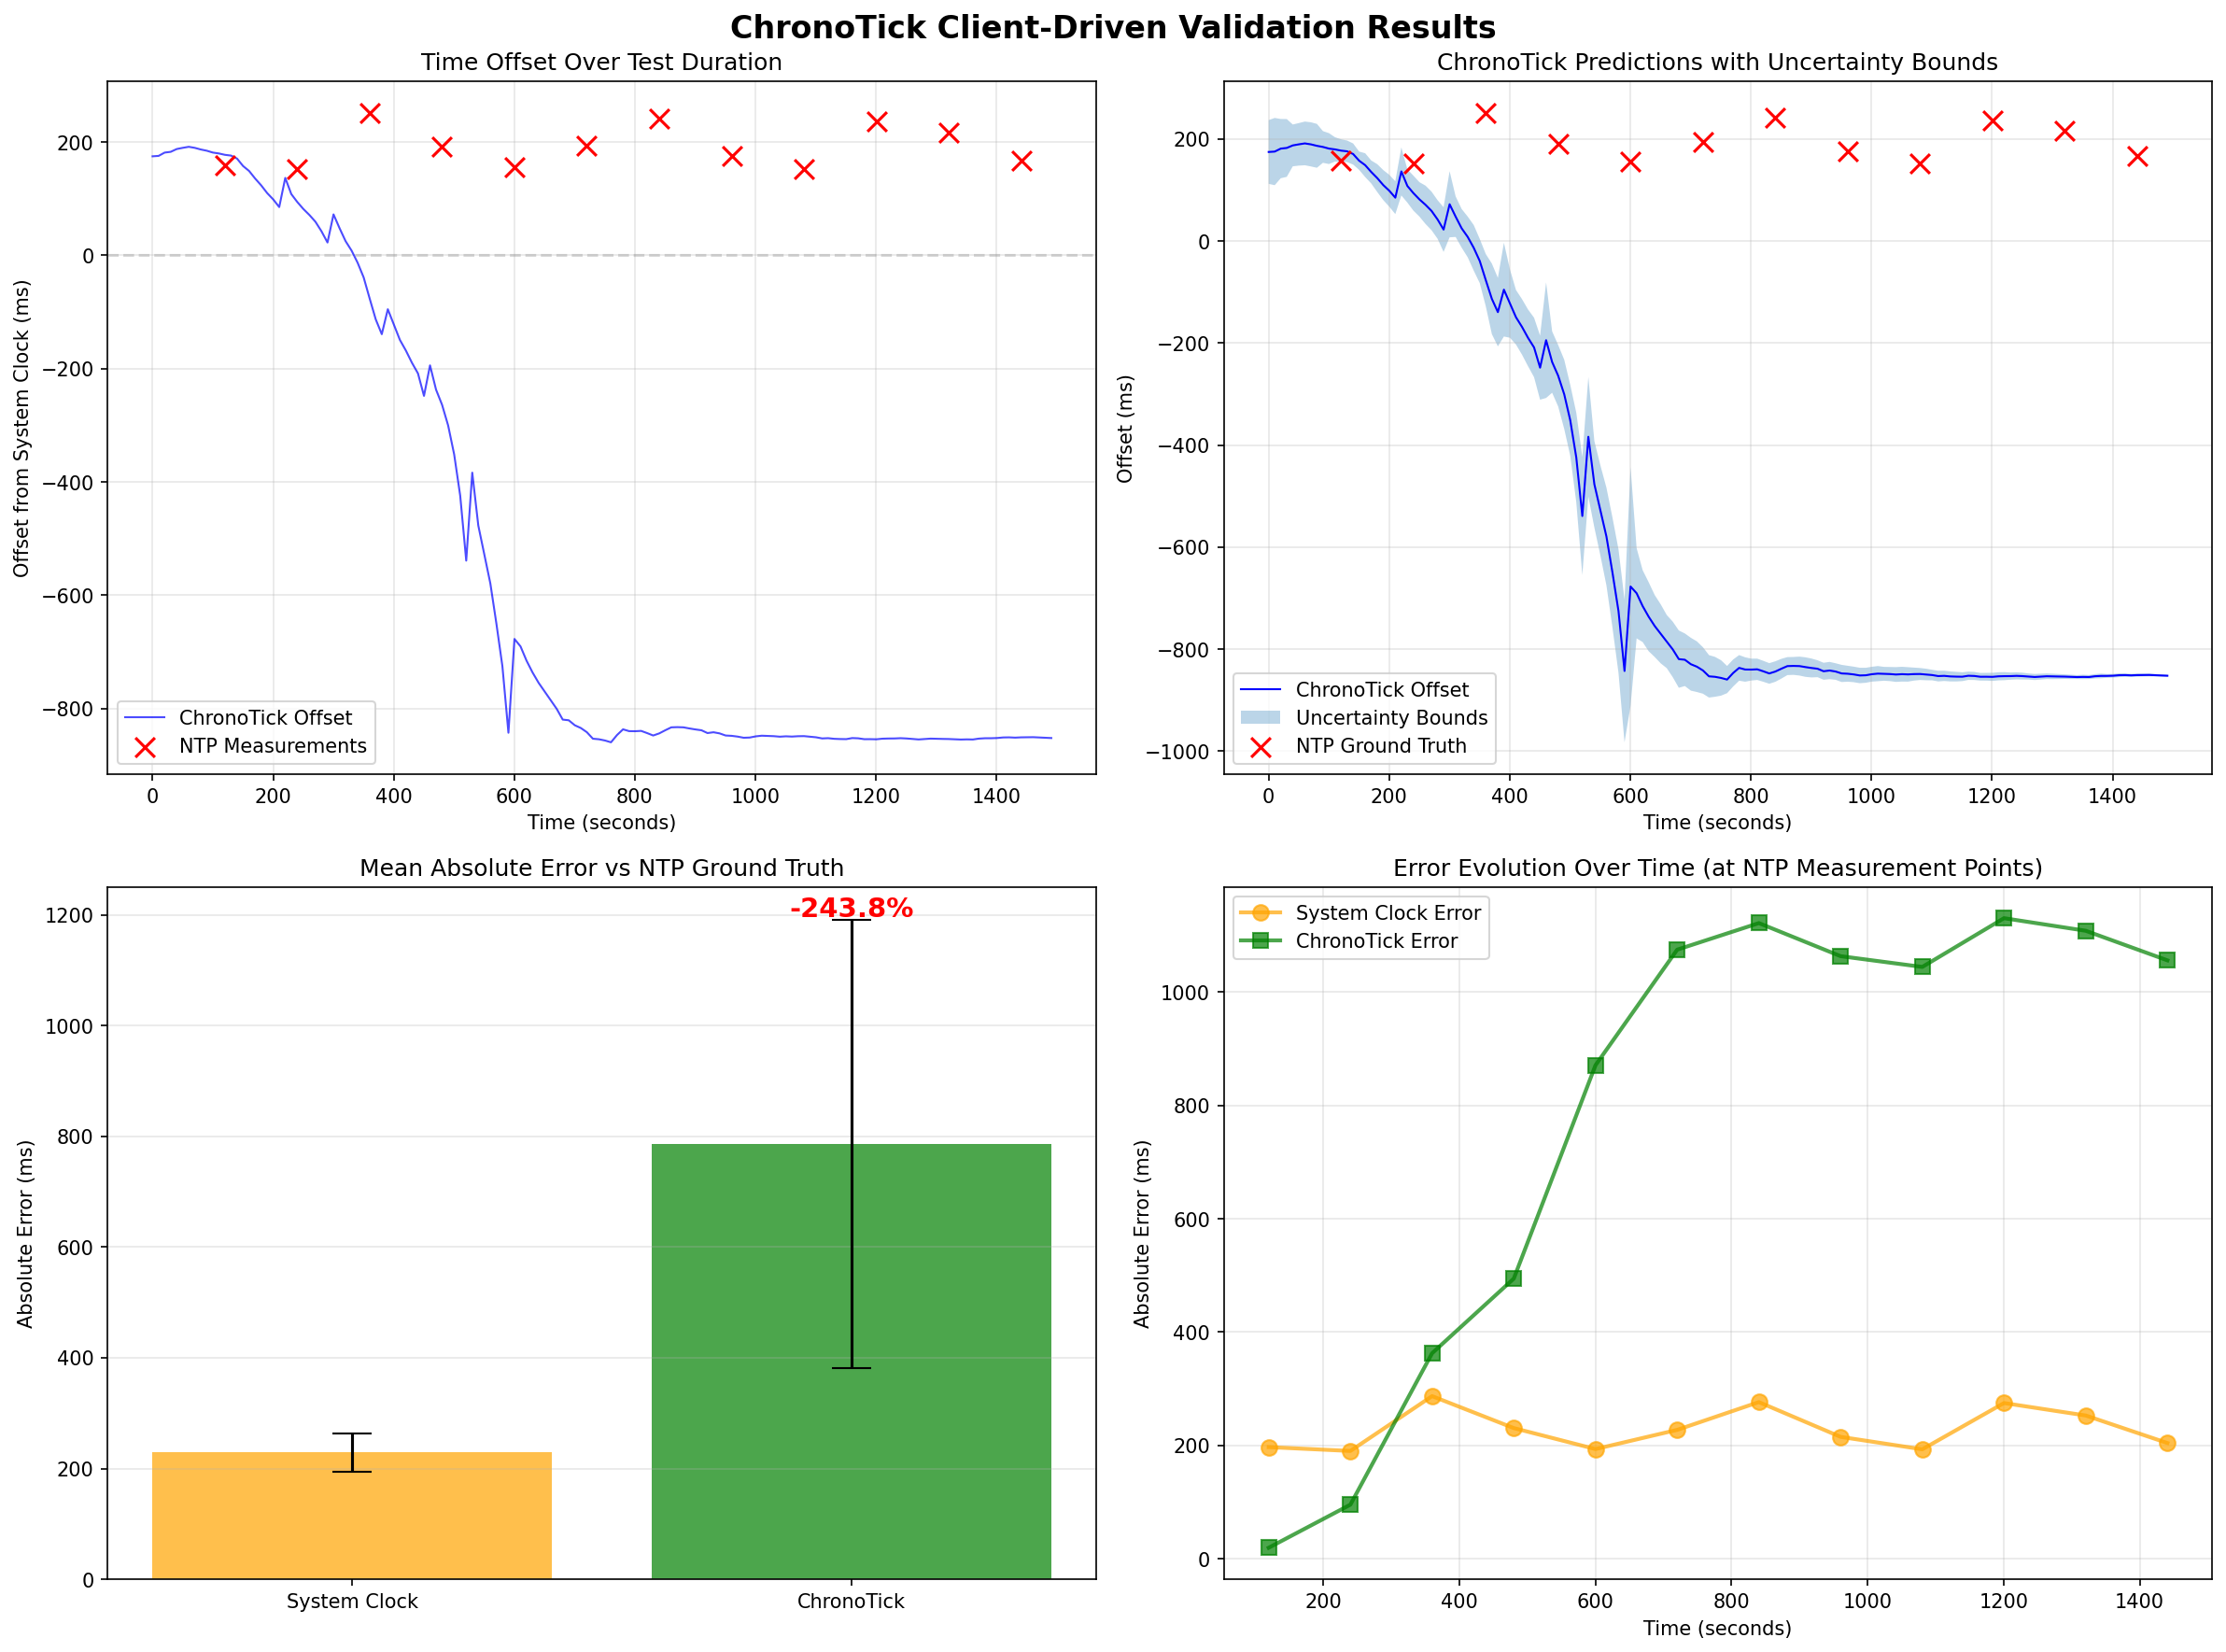 ChronoTick Client-Driven Validation Results
Time Offset Over Test Duration
Offset from System Clock (ms)
200
0
−200
−400
−600
−800
ChronoTick Offset
NTP Measurements
0 200 400 600 800 1000 1200 1400
Time (seconds)
ChronoTick Predictions with Uncertainty Bounds
Offset (ms)
200
0
−200
−400
−600
−800
−1000
ChronoTick Offset
Uncertainty Bounds
NTP Ground Truth
0 200 400 600 800 1000 1200 1400
Time (seconds)
Mean Absolute Error vs NTP Ground Truth
Absolute Error (ms)
1200
1000
800
600
400
200
0
-243.8%
System Clock ChronoTick
Error Evolution Over Time (at NTP Measurement Points)
Absolute Error (ms)
System Clock Error
ChronoTick Error
1000
800
600
400
200
0
200 400 600 800 1000 1200 1400
Time (seconds)